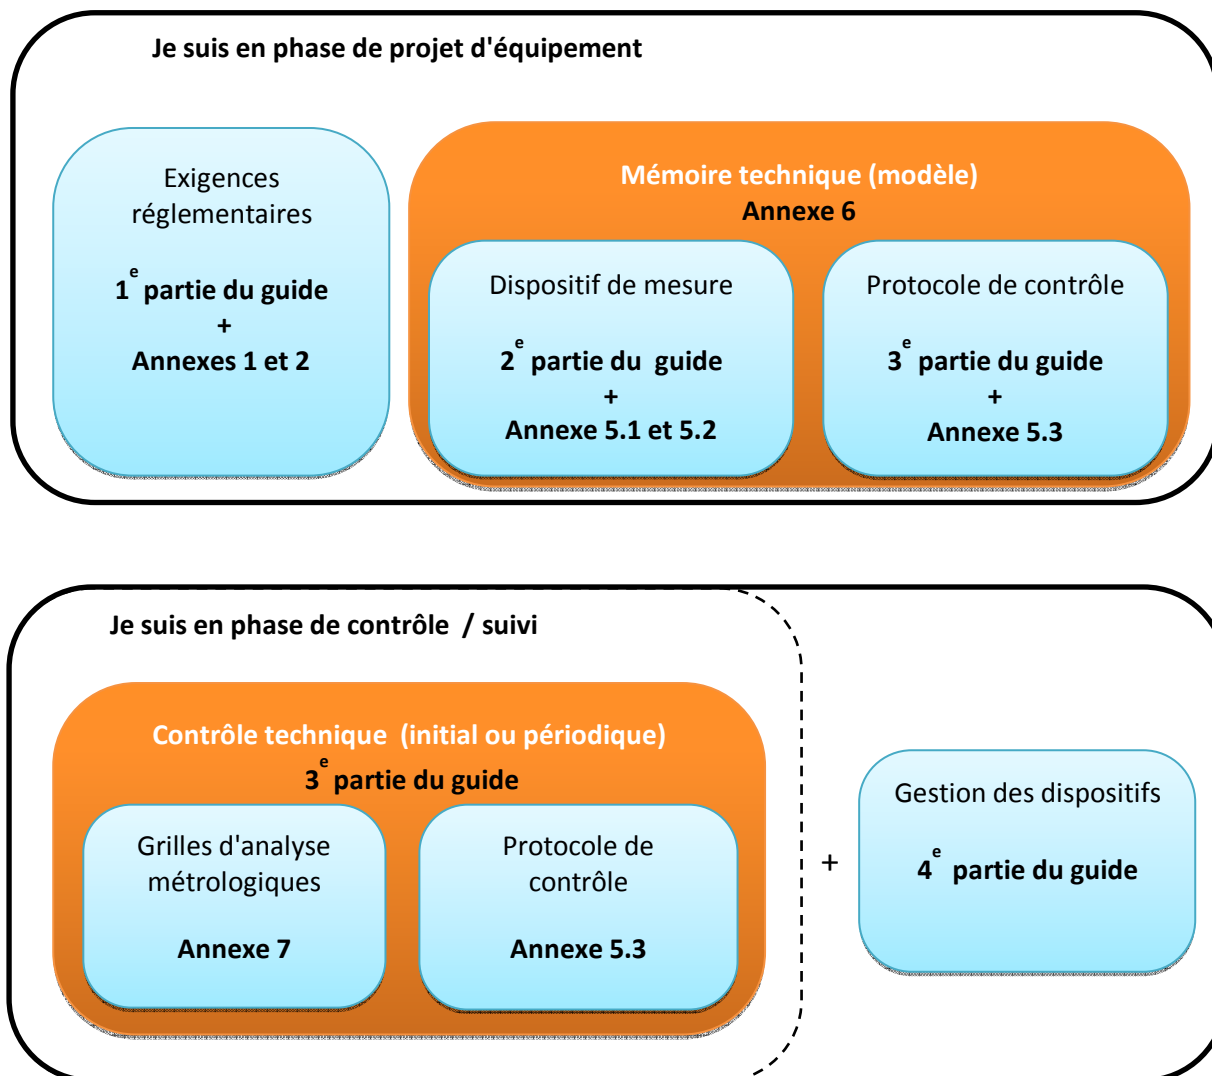 Je suis en phase de projet d'équipement
Exigences
réglementaires
1e partie du guide
+
Annexes 1 et 2
Mémoire technique (modèle)
Annexe 6
Dispositif de mesure
2e partie du guide
+
Annexe 5.1 et 5.2
Protocole de contrôle
3e partie du guide
+
Annexe 5.3
Je suis en phase de contrôle / suivi
Contrôle technique (initial ou périodique)
3e partie du guide
Grilles d'analyse
métrologiques
Annexe 7
Protocole de
contrôle
Annexe 5.3
+
Gestion des dispositifs
4e partie du guide